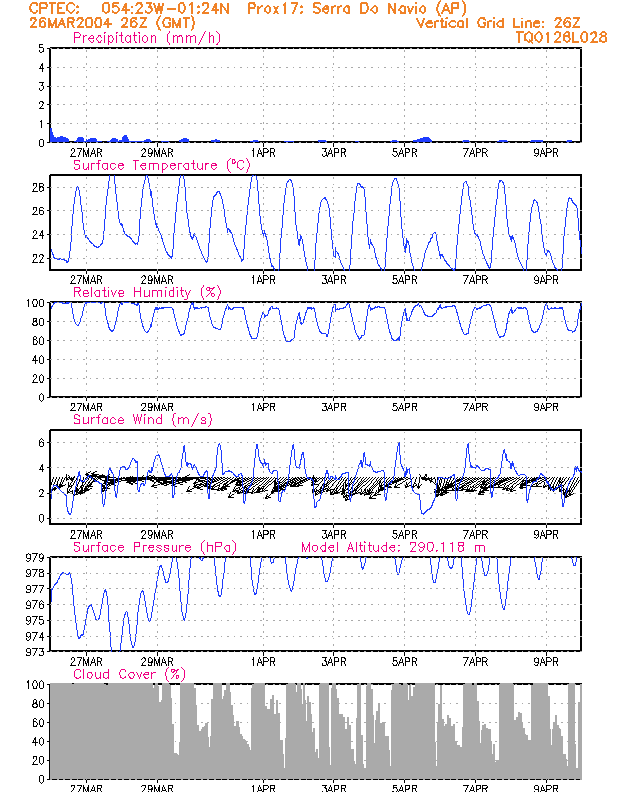 CPTEC: 054:23W-01:24N Prox17: Serra Do Navio (AP)
26MAR2004 26Z (GMT) Vertical Grid Line: 26Z
Precipitation (mm/h) TQ0126L028
5
4
3
2
1
0
27MAR 29MAR 1APR 3APR 5APR 7APR 9APR
Surface Temperature (°C)
28
26
24
22
27MAR 29MAR 1APR 3APR 5APR 7APR 9APR
Relative Humidity (%)
100
80
60
40
20
0
27MAR 29MAR 1APR 3APR 5APR 7APR 9APR
Surface Wind (m/s)
6
4
2
0
27MAR 29MAR 1APR 3APR 5APR 7APR 9APR
Surface Pressure (hPa) Model Altitude: 290.118 m
979
978
977
976
975
974
973
27MAR 29MAR 1APR 3APR 5APR 7APR 9APR
Cloud Cover (%)
100
80
60
40
20
0
27MAR 29MAR 1APR 3APR 5APR 7APR 9APR